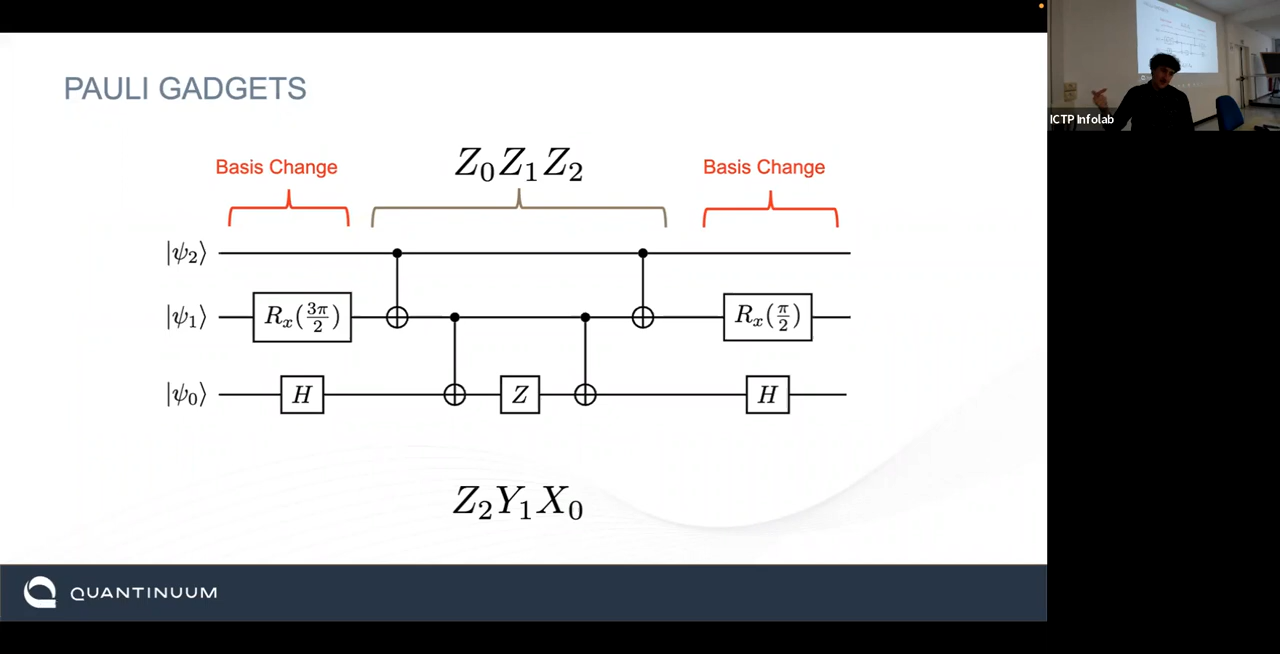 PAULI GADGETS
ICTP Infolab
Basis Change
Z₀Z₁Z₂
Basis Change
|ψ₂⟩
|ψ₁⟩ Rₓ(3π/2) Rₓ(π/2)
|ψ₀⟩ H Z H
Z₂Y₁X₀
QUANTINUUM